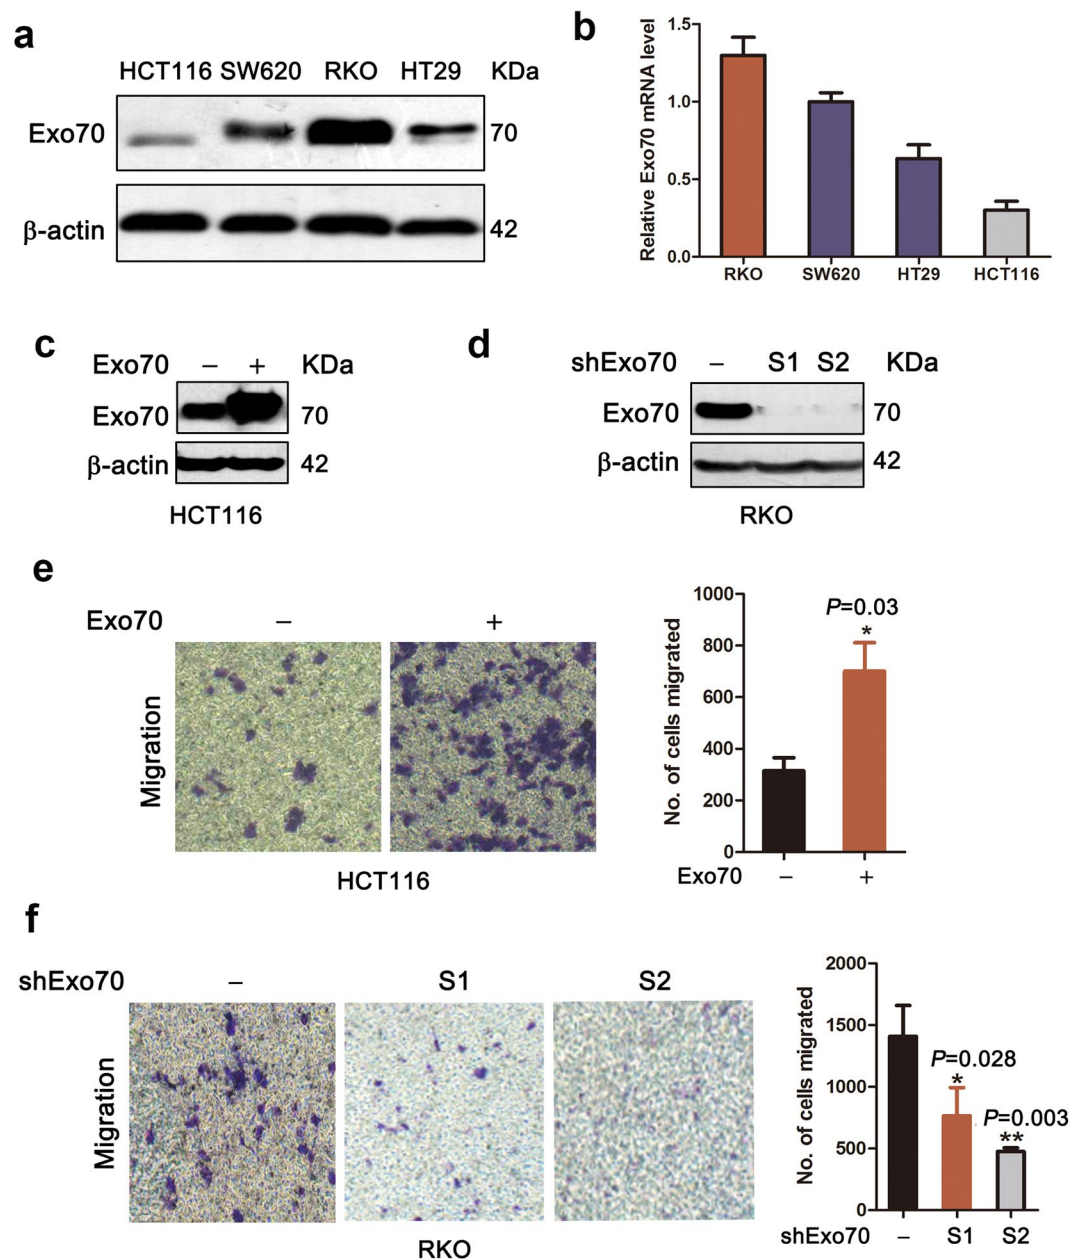 a
HCT116 SW620 RKO HT29 KDa
Exo70 70
β-actin 42
b
Relative Exo70 mRNA level
1.5
1.0
0.5
0.0
RKO SW620 HT29 HCT116
c
Exo70 – + KDa
Exo70 70
β-actin 42
HCT116
d
shExo70 – S1 S2 KDa
Exo70 70
β-actin 42
RKO
e
Exo70 – +
Migration
HCT116
No. of cells migrated
1000
800
600
400
200
0
P=0.03
*
Exo70 – +
f
shExo70 – S1 S2
Migration
RKO
No. of cells migrated
2000
1500
1000
500
0
P=0.028
*
P=0.003
**
shExo70 – S1 S2